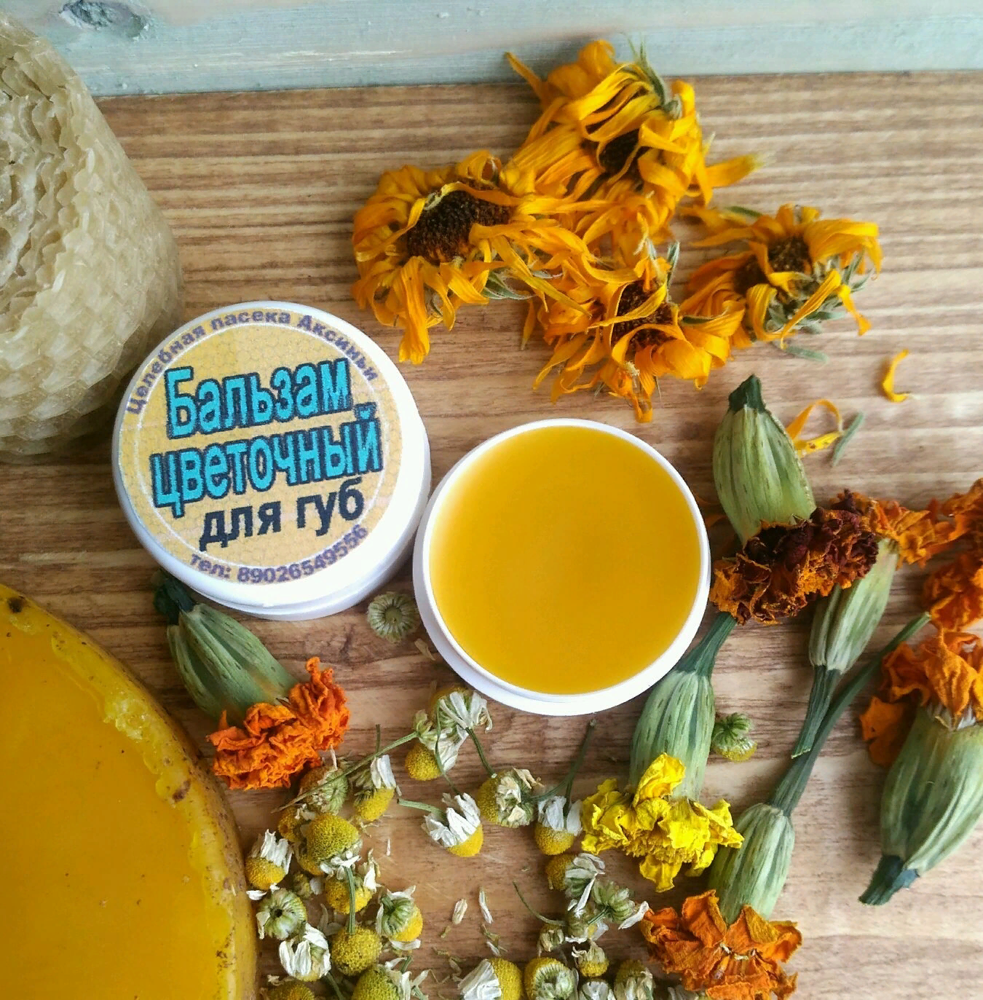 Целебная пасека Аксиньи
Бальзам
цветочный
для губ
тел: 89026549556